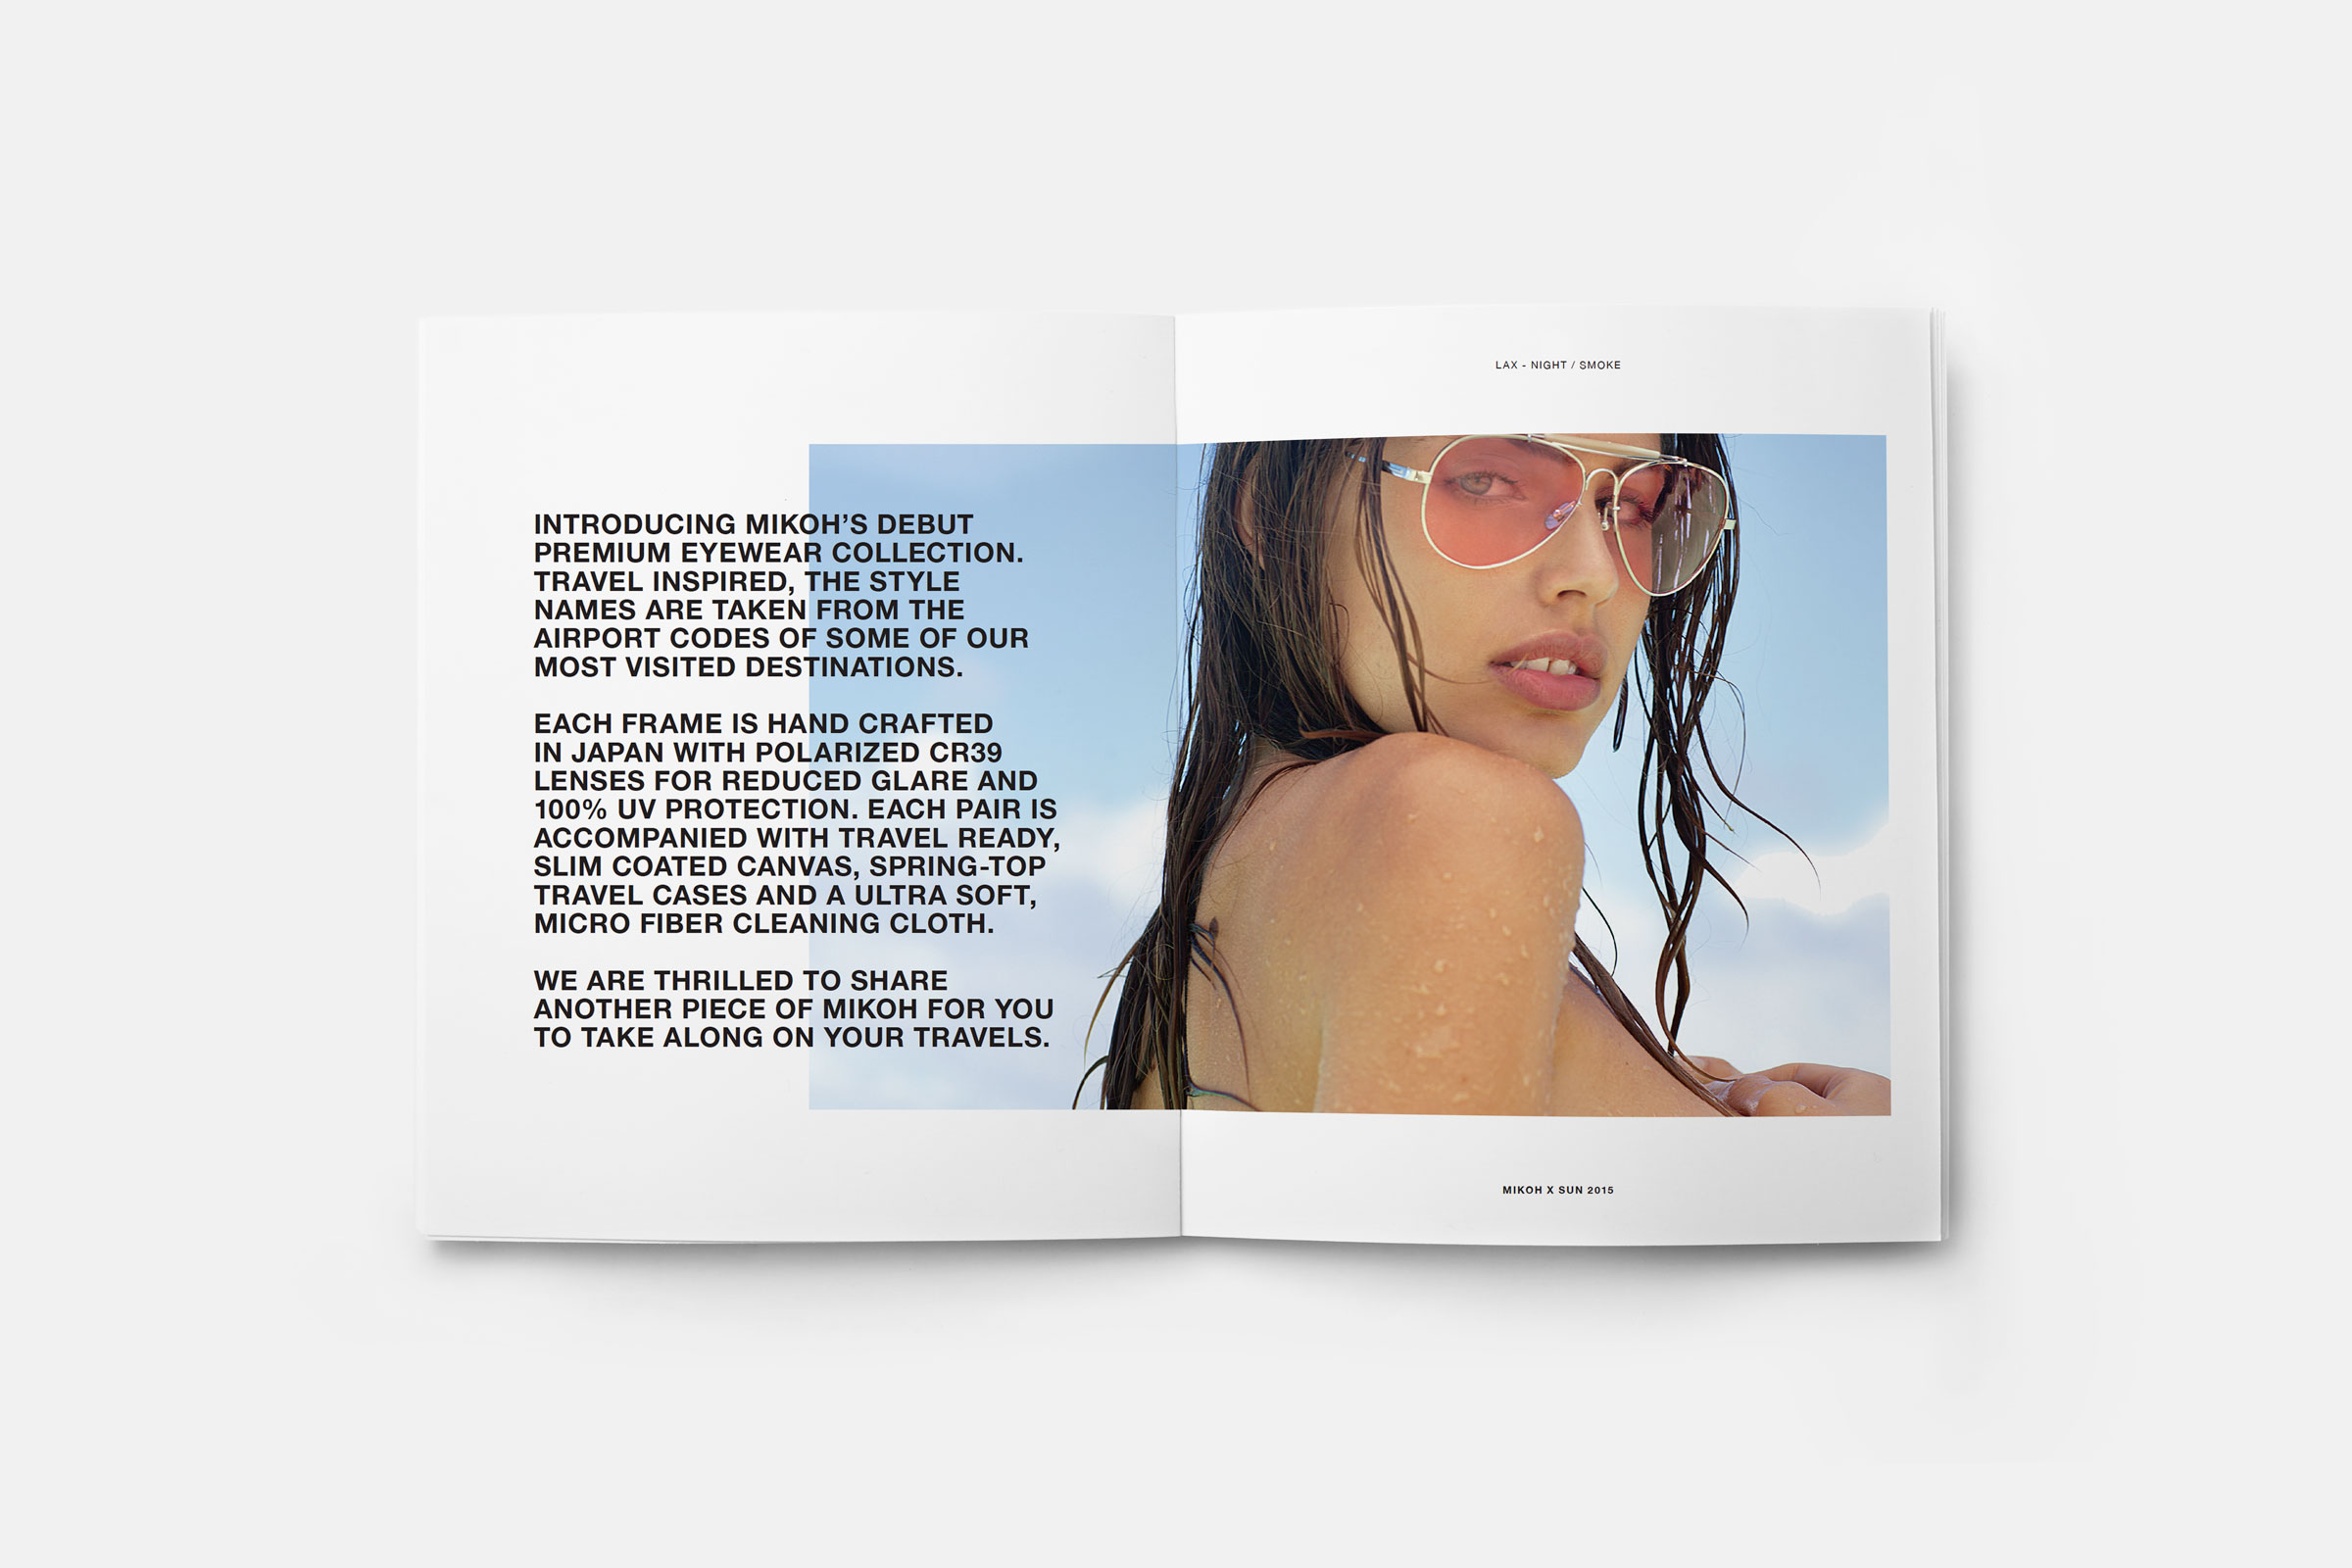 LAX - NIGHT / SMOKE
INTRODUCING MIKOH’S DEBUT
PREMIUM EYEWEAR COLLECTION.
TRAVEL INSPIRED, THE STYLE
NAMES ARE TAKEN FROM THE
AIRPORT CODES OF SOME OF OUR
MOST VISITED DESTINATIONS.
EACH FRAME IS HAND CRAFTED
IN JAPAN WITH POLARIZED CR39
LENSES FOR REDUCED GLARE AND
100% UV PROTECTION. EACH PAIR IS
ACCOMPANIED WITH TRAVEL READY,
SLIM COATED CANVAS, SPRING-TOP
TRAVEL CASES AND A ULTRA SOFT,
MICRO FIBER CLEANING CLOTH.
WE ARE THRILLED TO SHARE
ANOTHER PIECE OF MIKOH FOR YOU
TO TAKE ALONG ON YOUR TRAVELS.
MIKOH X SUN 2015